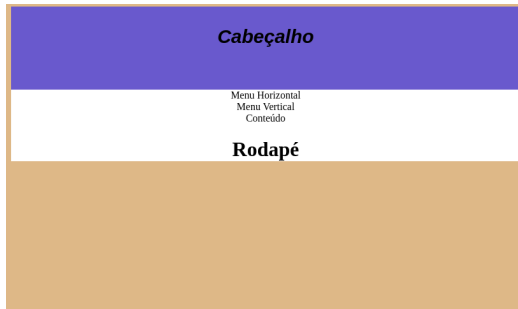 Cabeçalho
Menu Horizontal
Menu Vertical
Conteúdo
Rodapé